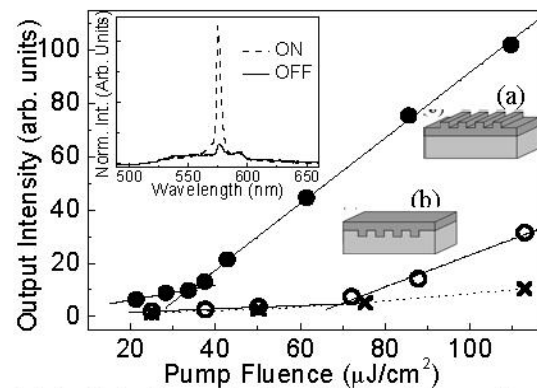 100
80
60
40
20
0
Output Intensity (arb. units)
Norm. Int. (Arb. Units)
ON
OFF
500 550 600 650
Wavelength (nm)
(a)
(b)
20 40 60 80 100
Pump Fluence (μJ/cm²)